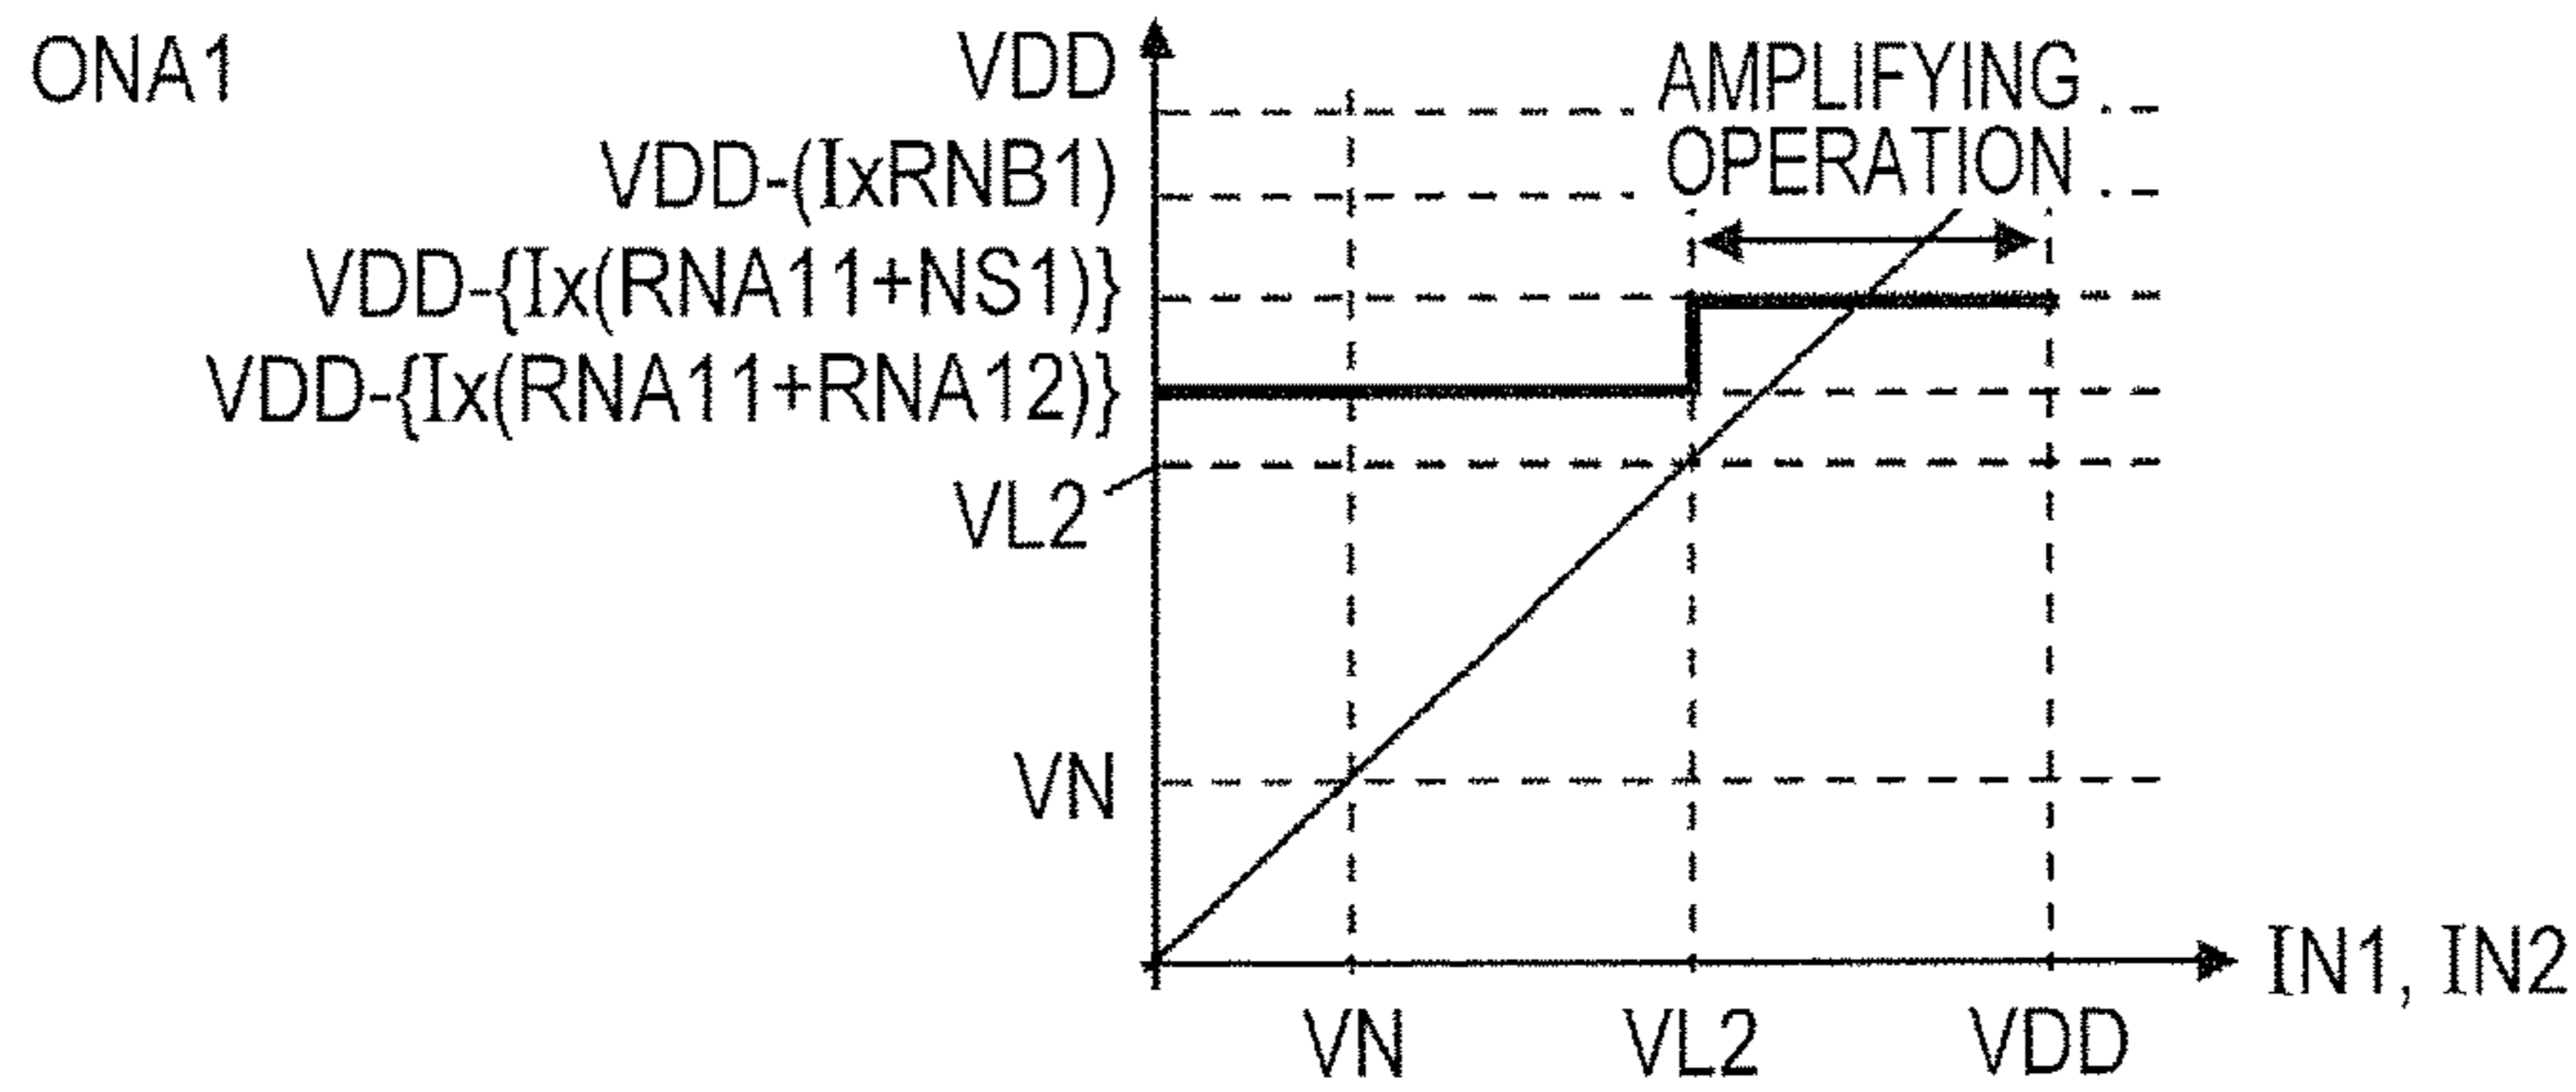 ONA1
VDD
AMPLIFYING
OPERATION
VDD-(IxRNB1)
VDD-{Ix(RNA11+NS1)}
VDD-{Ix(RNA11+RNA12)}
VL2
VN
IN1, IN2
VN
VL2
VDD